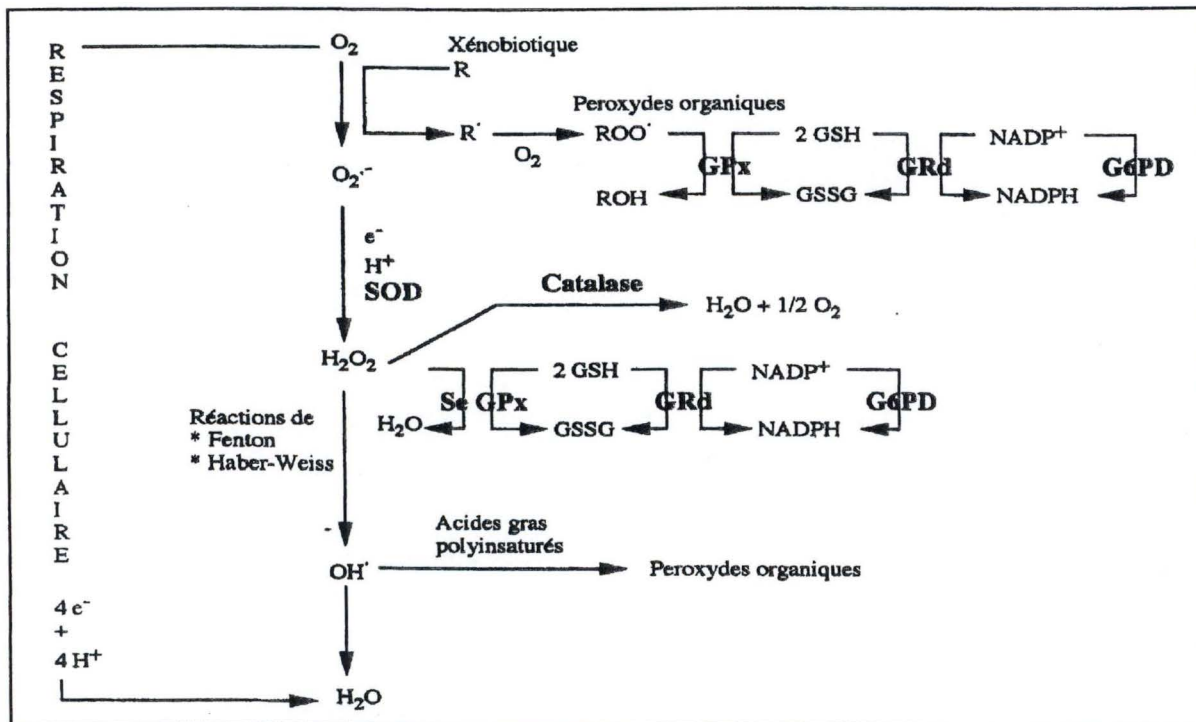 RESPIRATION CELLULAIRE
4 e⁻
+
4 H⁺
O₂
Xénobiotique
R
Peroxydes organiques
R˙
O₂
ROO˙
2 GSH
NADP⁺
GPx
GRd
G6PD
ROH
GSSG
NADPH
O₂˙⁻
e⁻
H⁺
SOD
Catalase
H₂O + 1/2 O₂
H₂O₂
2 GSH
NADP⁺
Se GPx
GRd
G6PD
H₂O
GSSG
NADPH
Réactions de
* Fenton
* Haber-Weiss
Acides gras
polyinsaturés
OH˙
Peroxydes organiques
H₂O